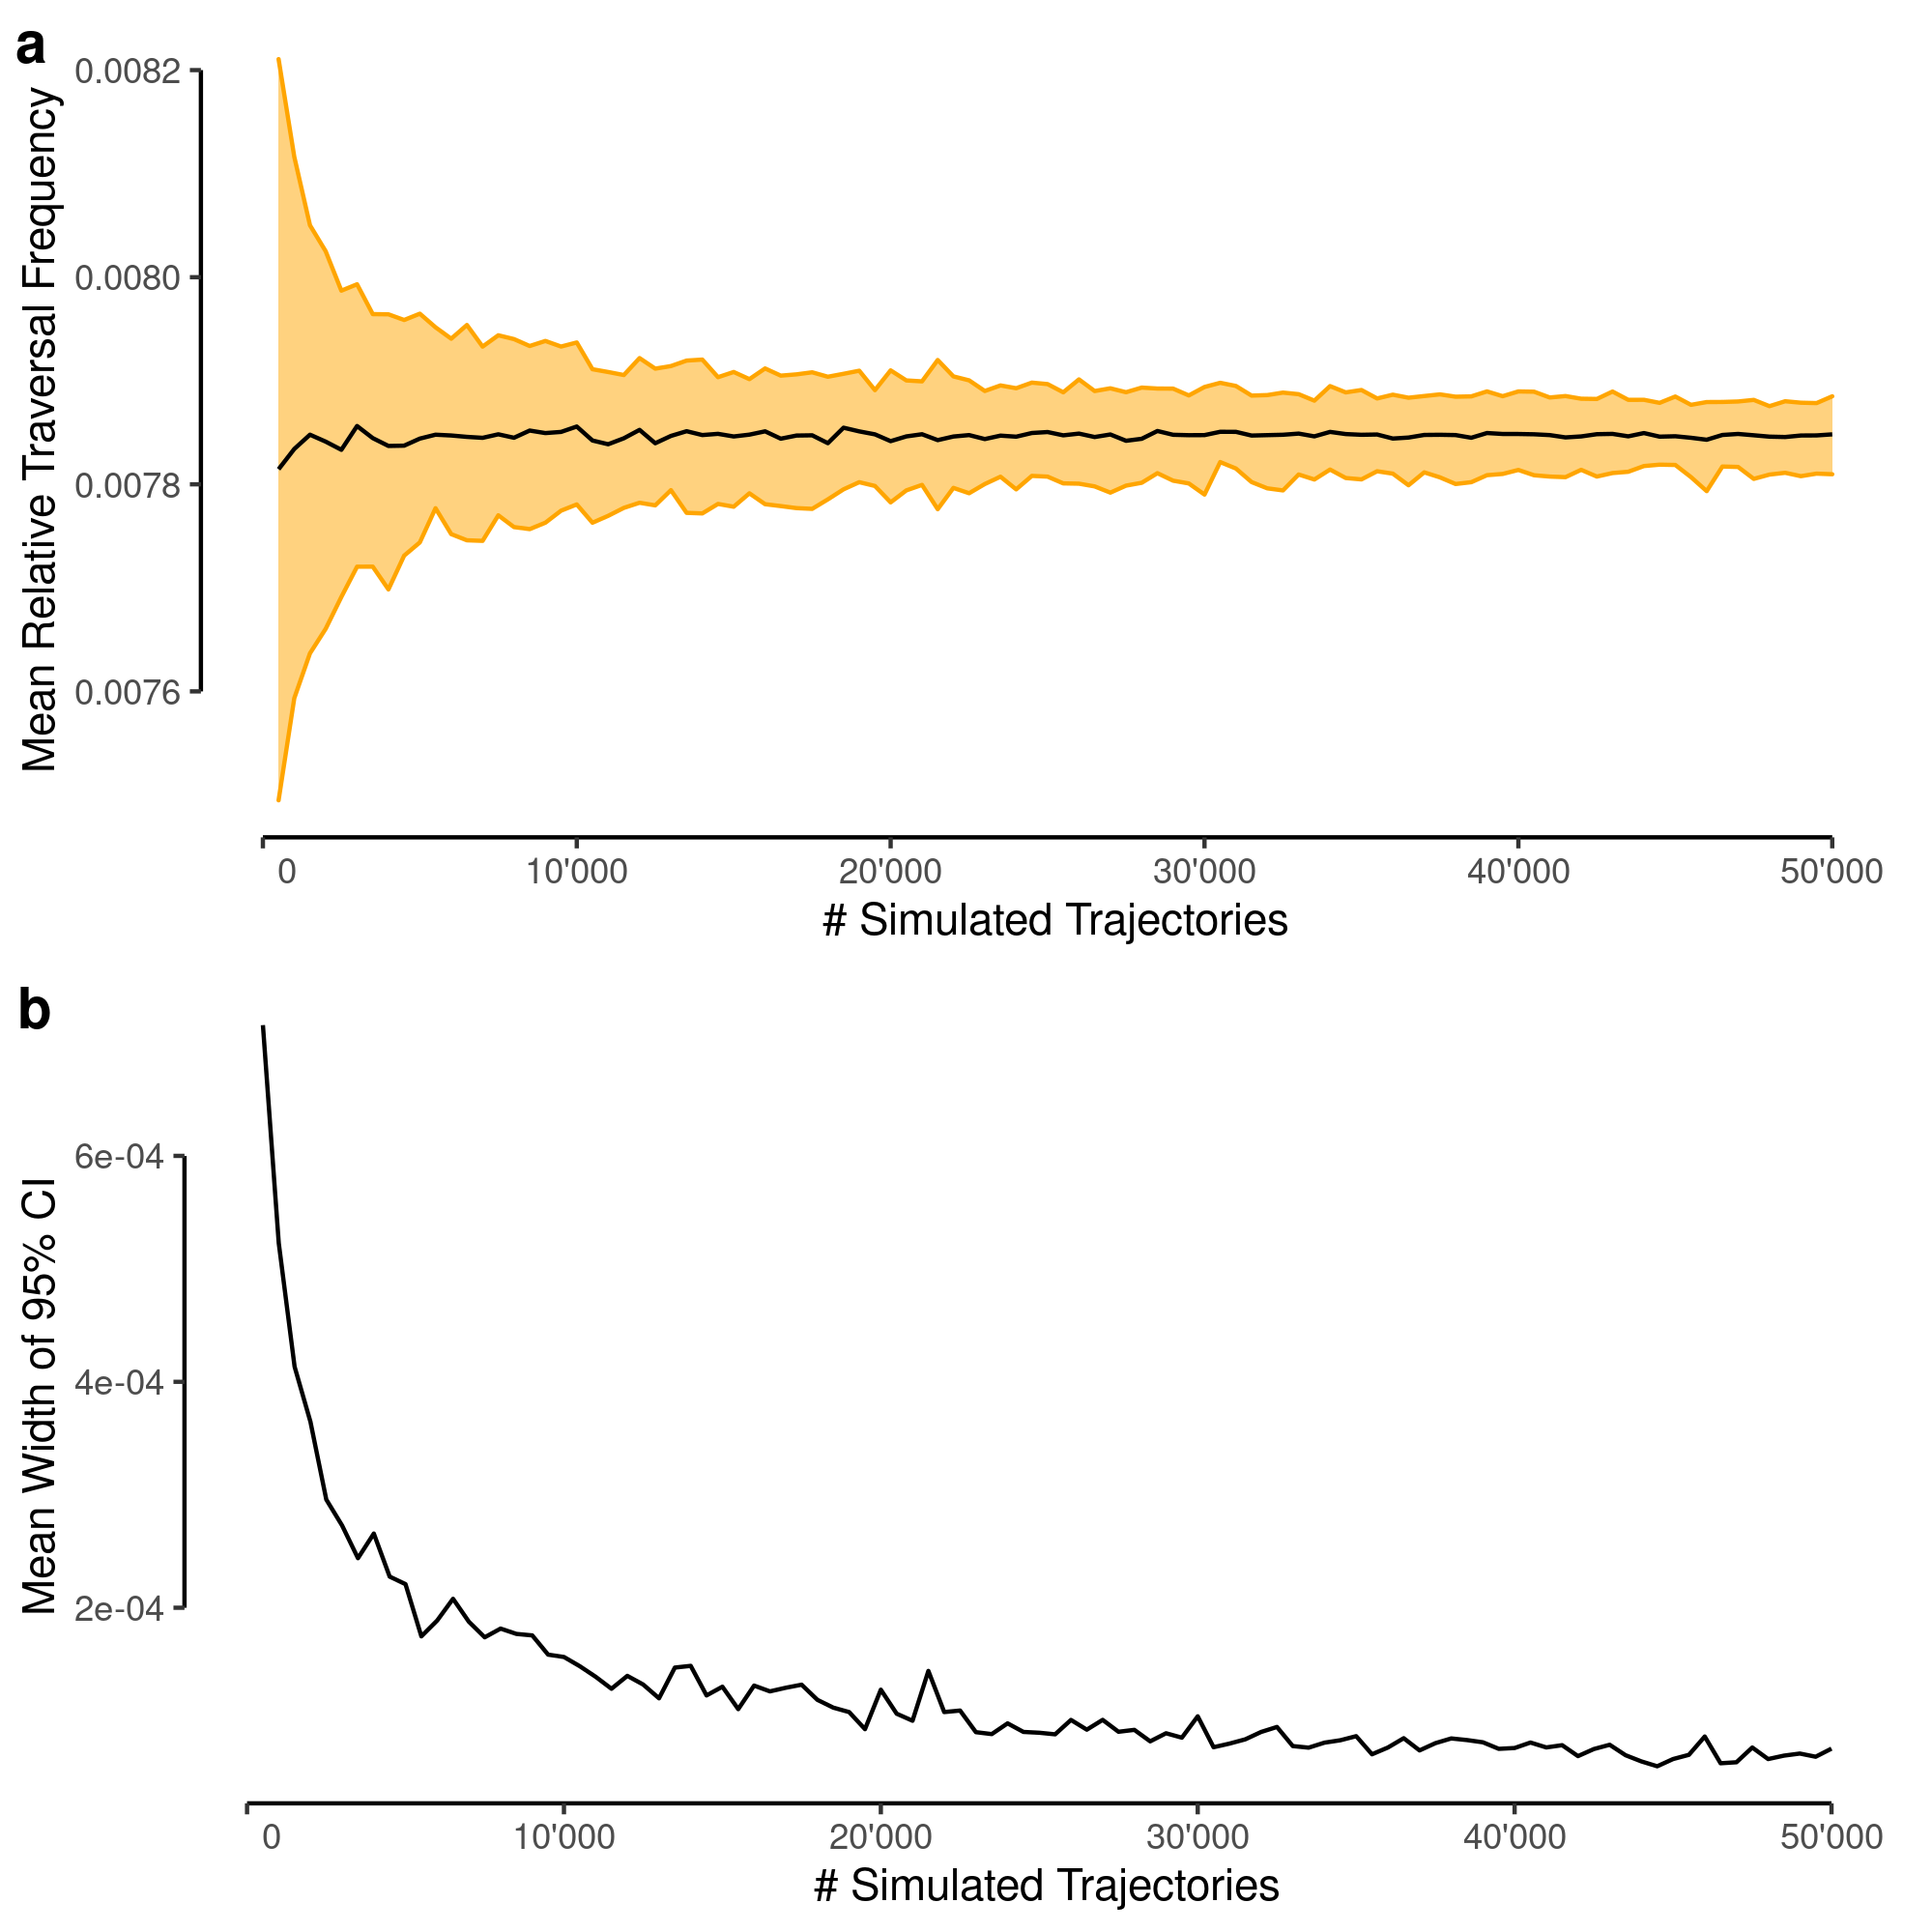 a
Mean Relative Traversal Frequency
0.0082
0.0080
0.0078
0.0076
0 10'000 20'000 30'000 40'000 50'000
# Simulated Trajectories
b
Mean Width of 95% CI
6e-04
4e-04
2e-04
0 10'000 20'000 30'000 40'000 50'000
# Simulated Trajectories